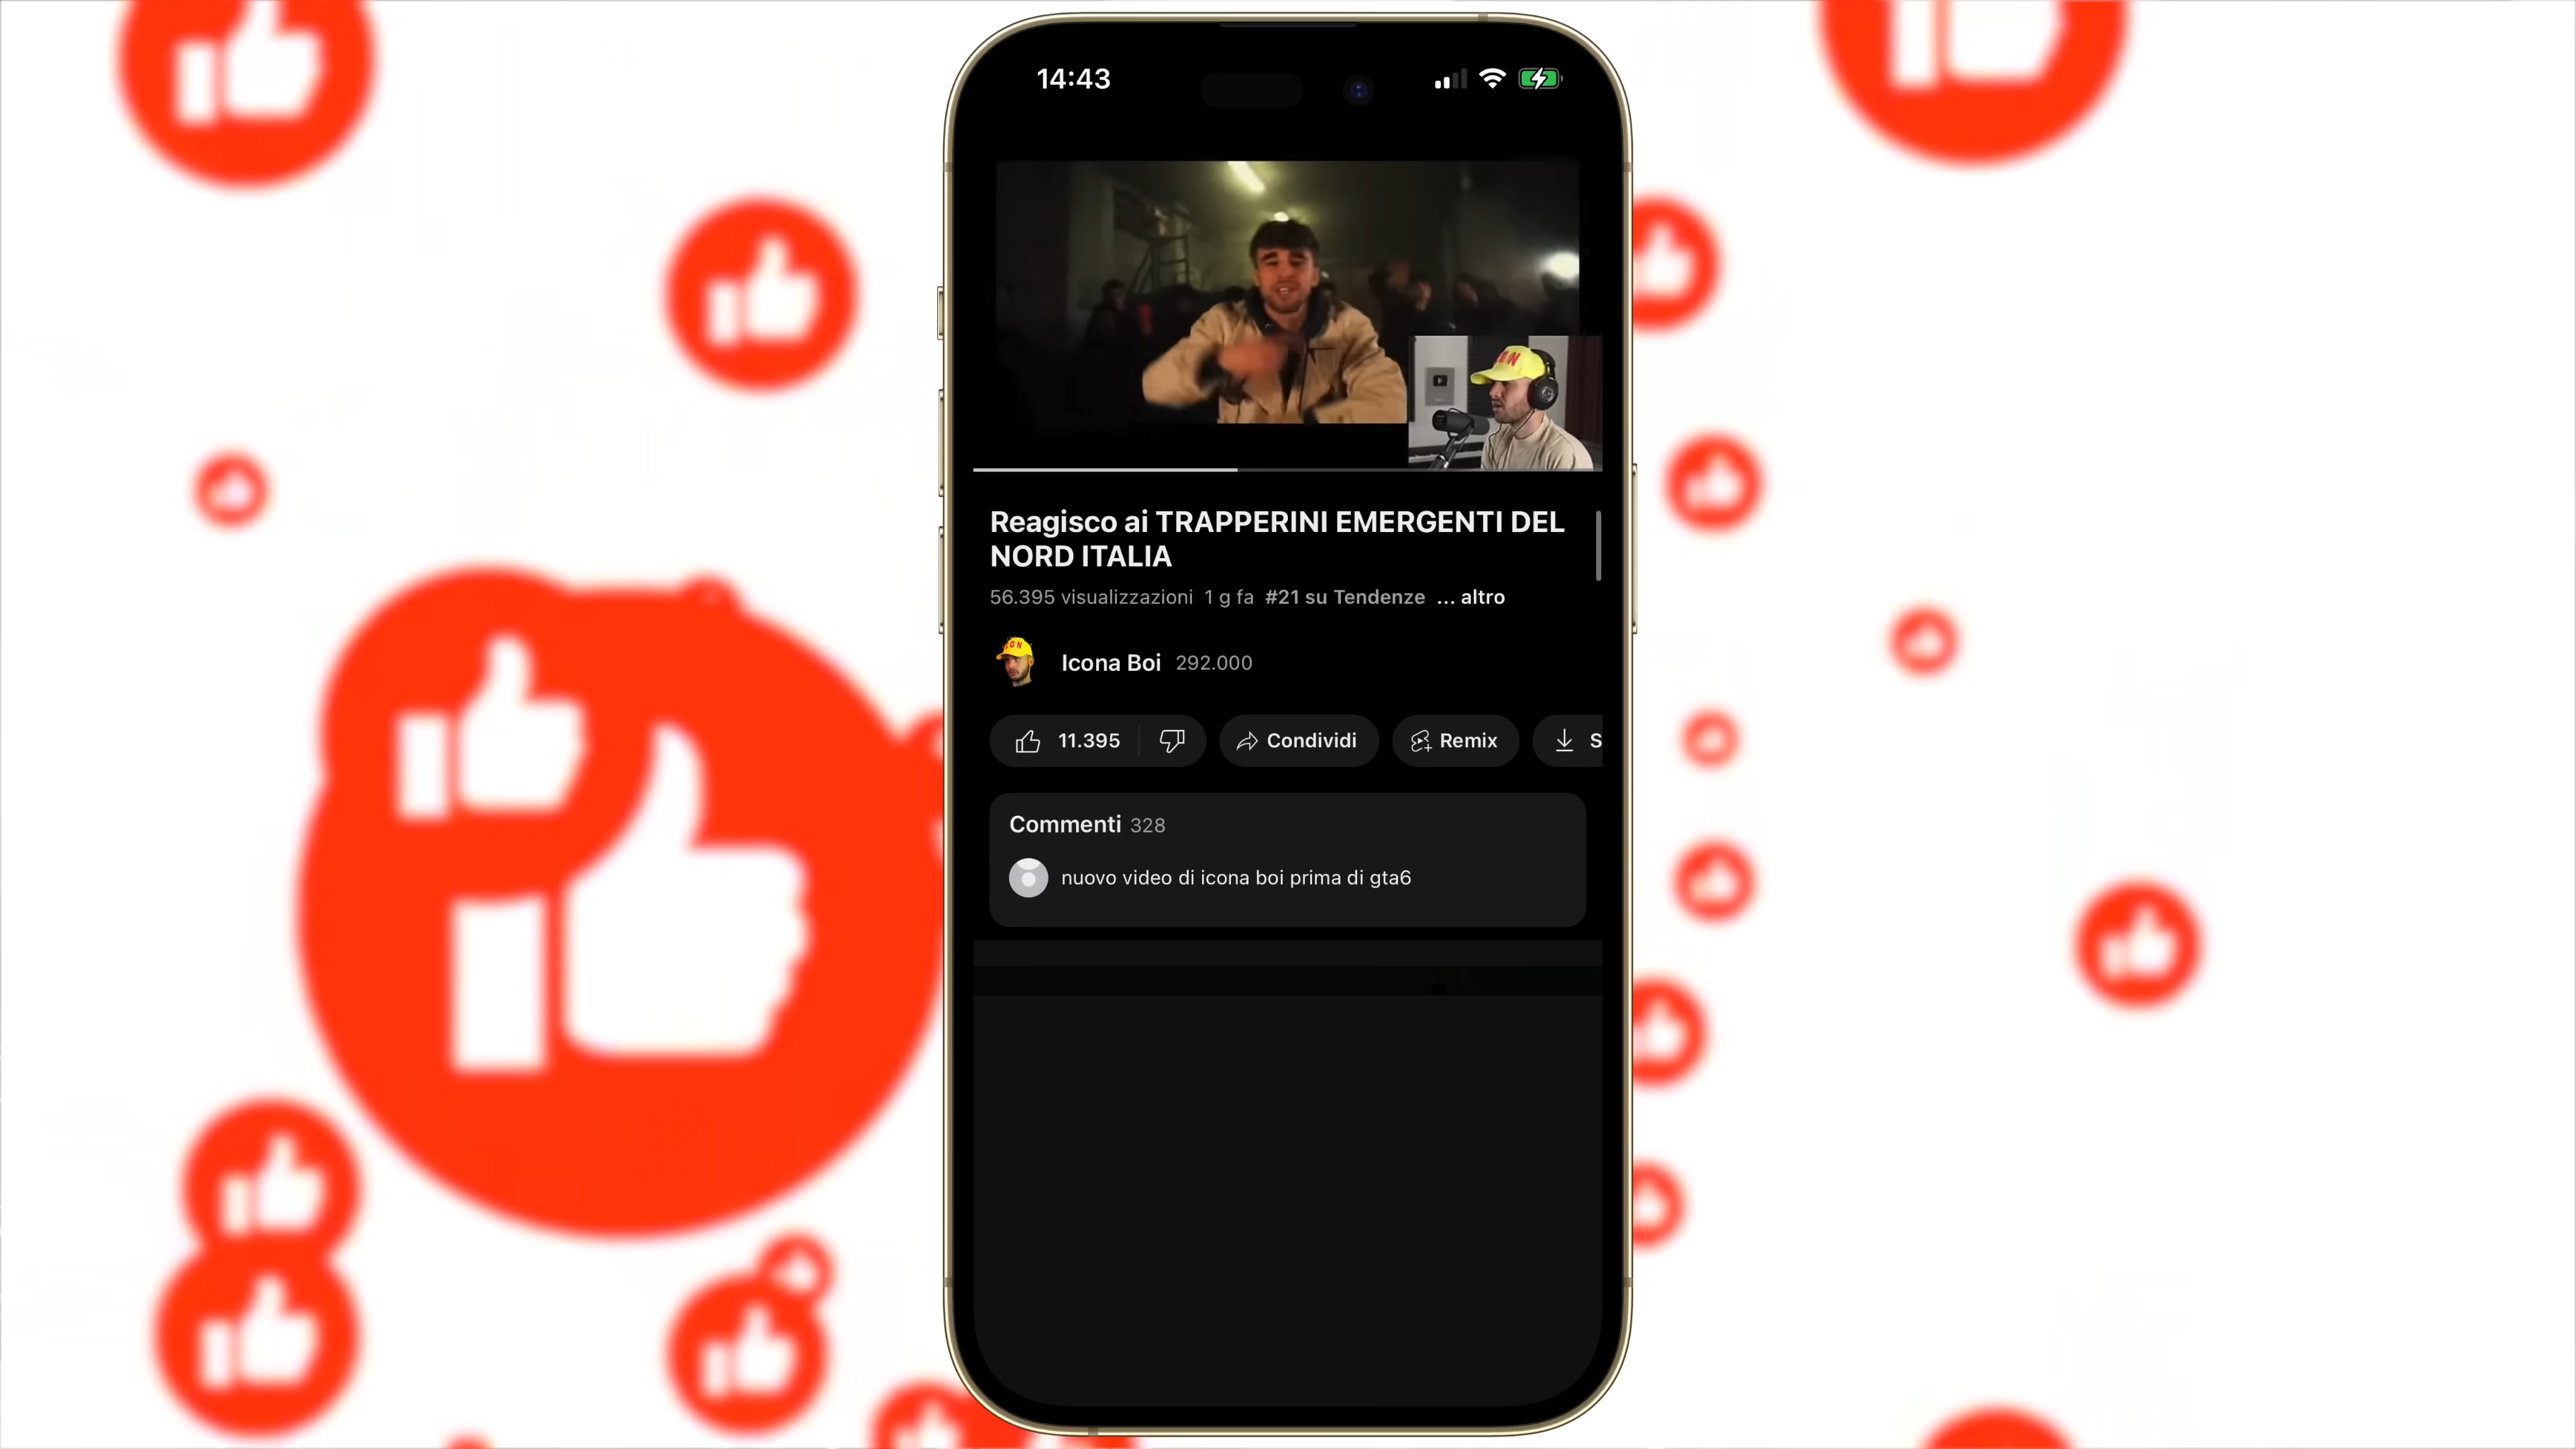 14:43
Reagisco ai TRAPPERINI EMERGENTI DEL
NORD ITALIA
56.395 visualizzazioni 1 g fa #21 su Tendenze ... altro
Icona Boi 292.000
11.395 Condividi Remix S
Commenti 328
nuovo video di icona boi prima di gta6